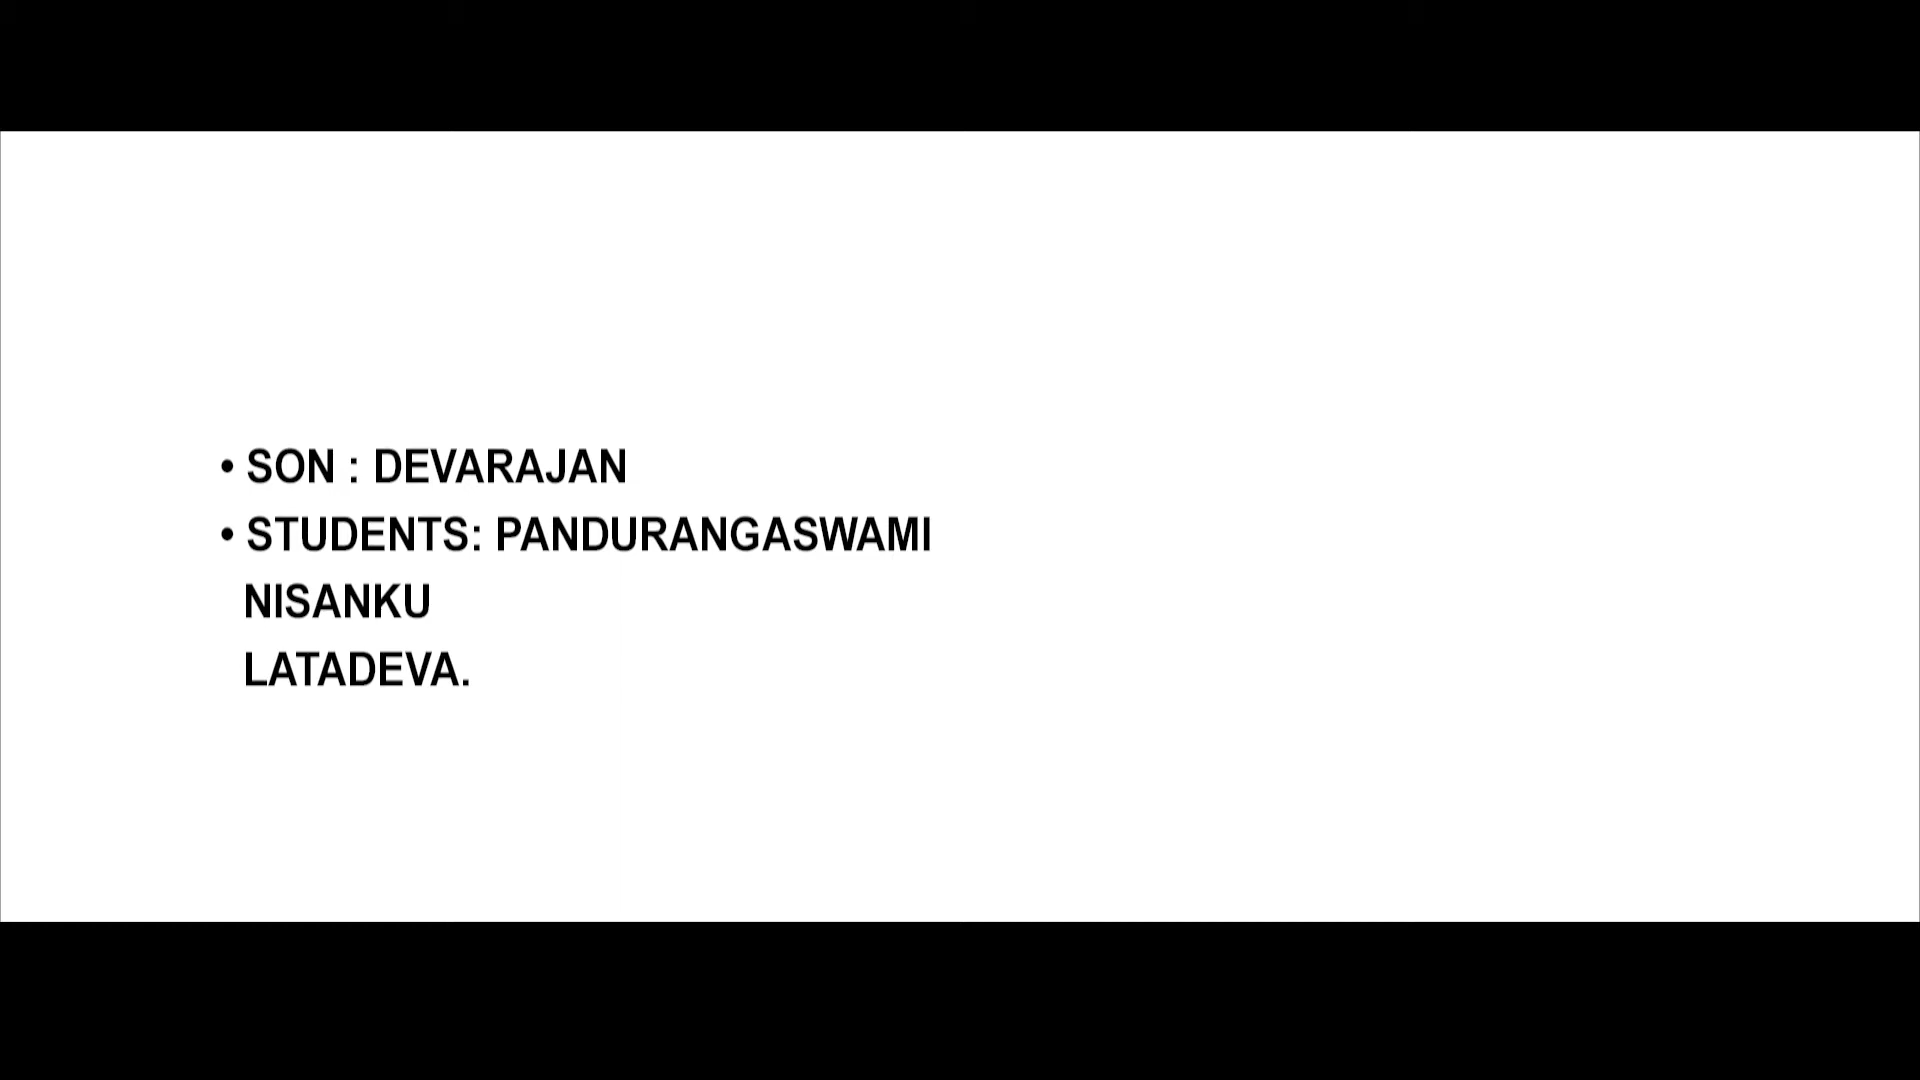 • SON : DEVARAJAN
• STUDENTS: PANDURANGASWAMI
NISANKU
LATADEVA.